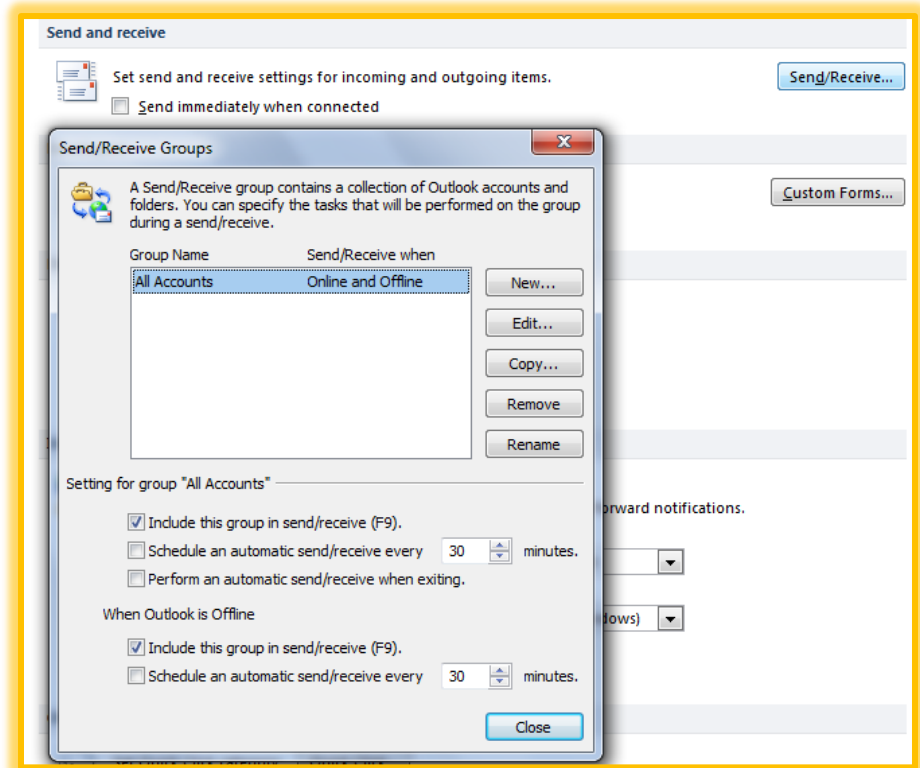 Send and receive
Set send and receive settings for incoming and outgoing items.
Send/Receive...
Send immediately when connected
Send/Receive Groups
A Send/Receive group contains a collection of Outlook accounts and
folders. You can specify the tasks that will be performed on the group
during a send/receive.
Custom Forms...
Group Name Send/Receive when
All Accounts Online and Offline
New...
Edit...
Copy...
Remove
Rename
Setting for group "All Accounts"
orward notifications.
Include this group in send/receive (F9).
Schedule an automatic send/receive every 30 minutes.
Perform an automatic send/receive when exiting.
When Outlook is Offline
dows)
Include this group in send/receive (F9).
Schedule an automatic send/receive every 30 minutes.
Close